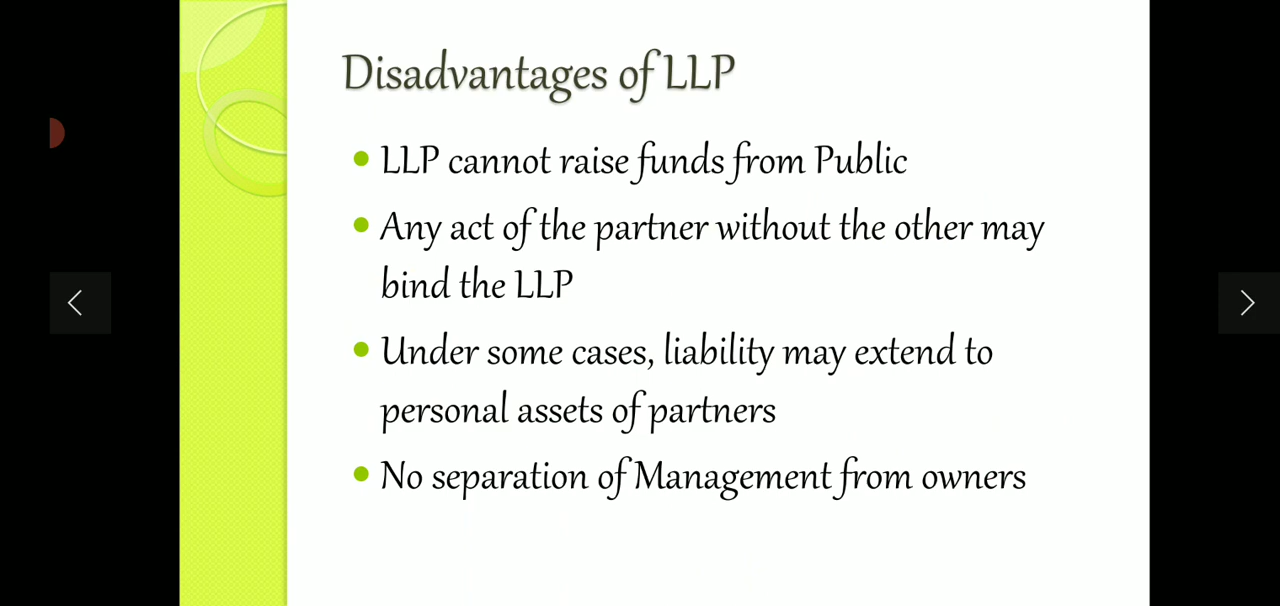 Disadvantages of LLP
LLP cannot raise funds from Public
Any act of the partner without the other may
bind the LLP
Under some cases, liability may extend to
personal assets of partners
No separation of Management from owners